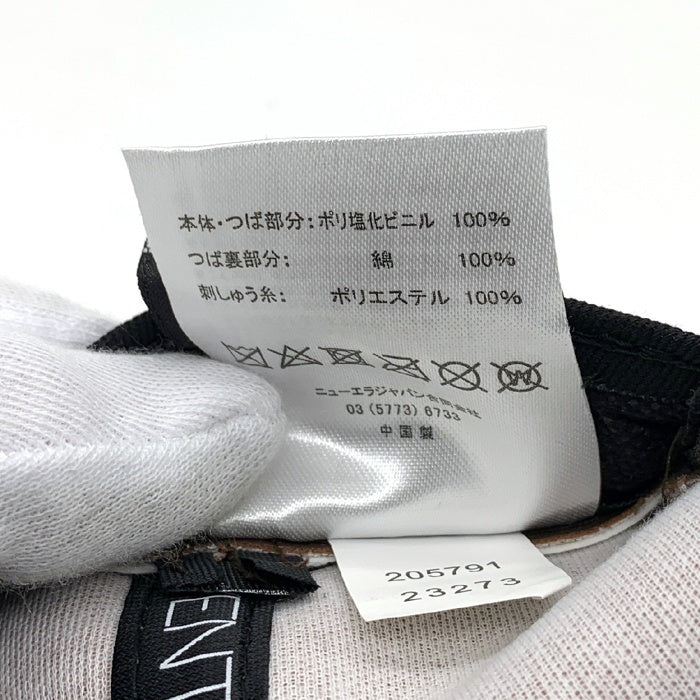 本体・つば部分：ポリ塩化ビニル 100%
つば裏部分： 綿 100%
刺しゅう糸： ポリエステル 100%
ニューエラジャパン合同会社
03 (5773) 6733
中国製
205791
23273
ENT